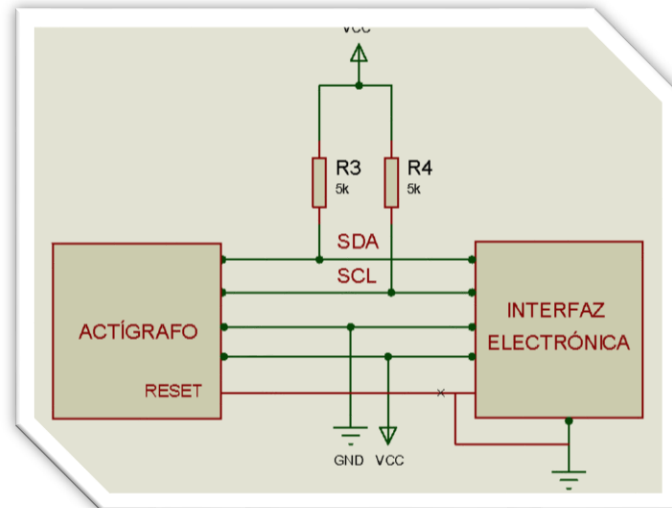 VCC
R3
5k
R4
5k
SDA
SCL
ACTÍGRAFO
INTERFAZ
ELECTRÓNICA
RESET
GND
VCC